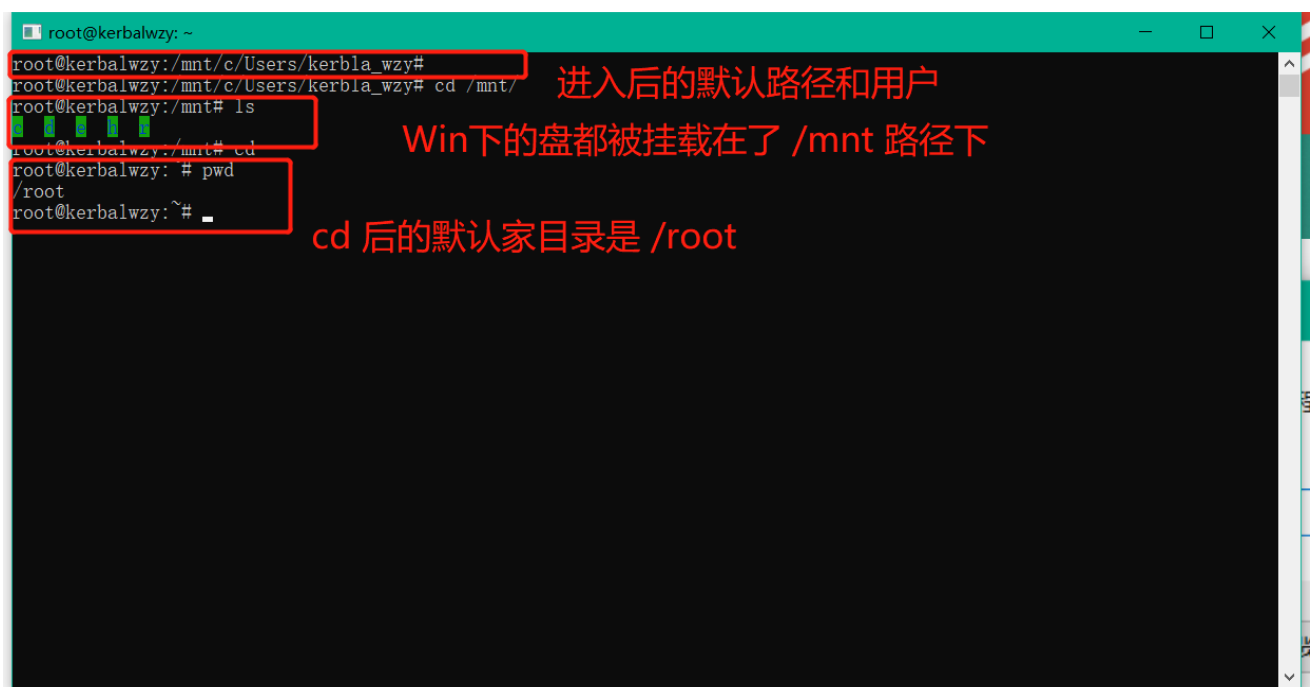 root@kerbalwzy: ~
root@kerbalwzy:/mnt/c/Users/kerbla_wzy#
root@kerbalwzy:/mnt/c/Users/kerbla_wzy# cd /mnt/
进入后的默认路径和用户
root@kerbalwzy:/mnt# ls
c d e h r
Win下的盘都被挂载在了 /mnt 路径下
root@kerbalwzy:/mnt# cd
root@kerbalwzy:~# pwd
/root
root@kerbalwzy:~#
cd 后的默认家目录是 /root